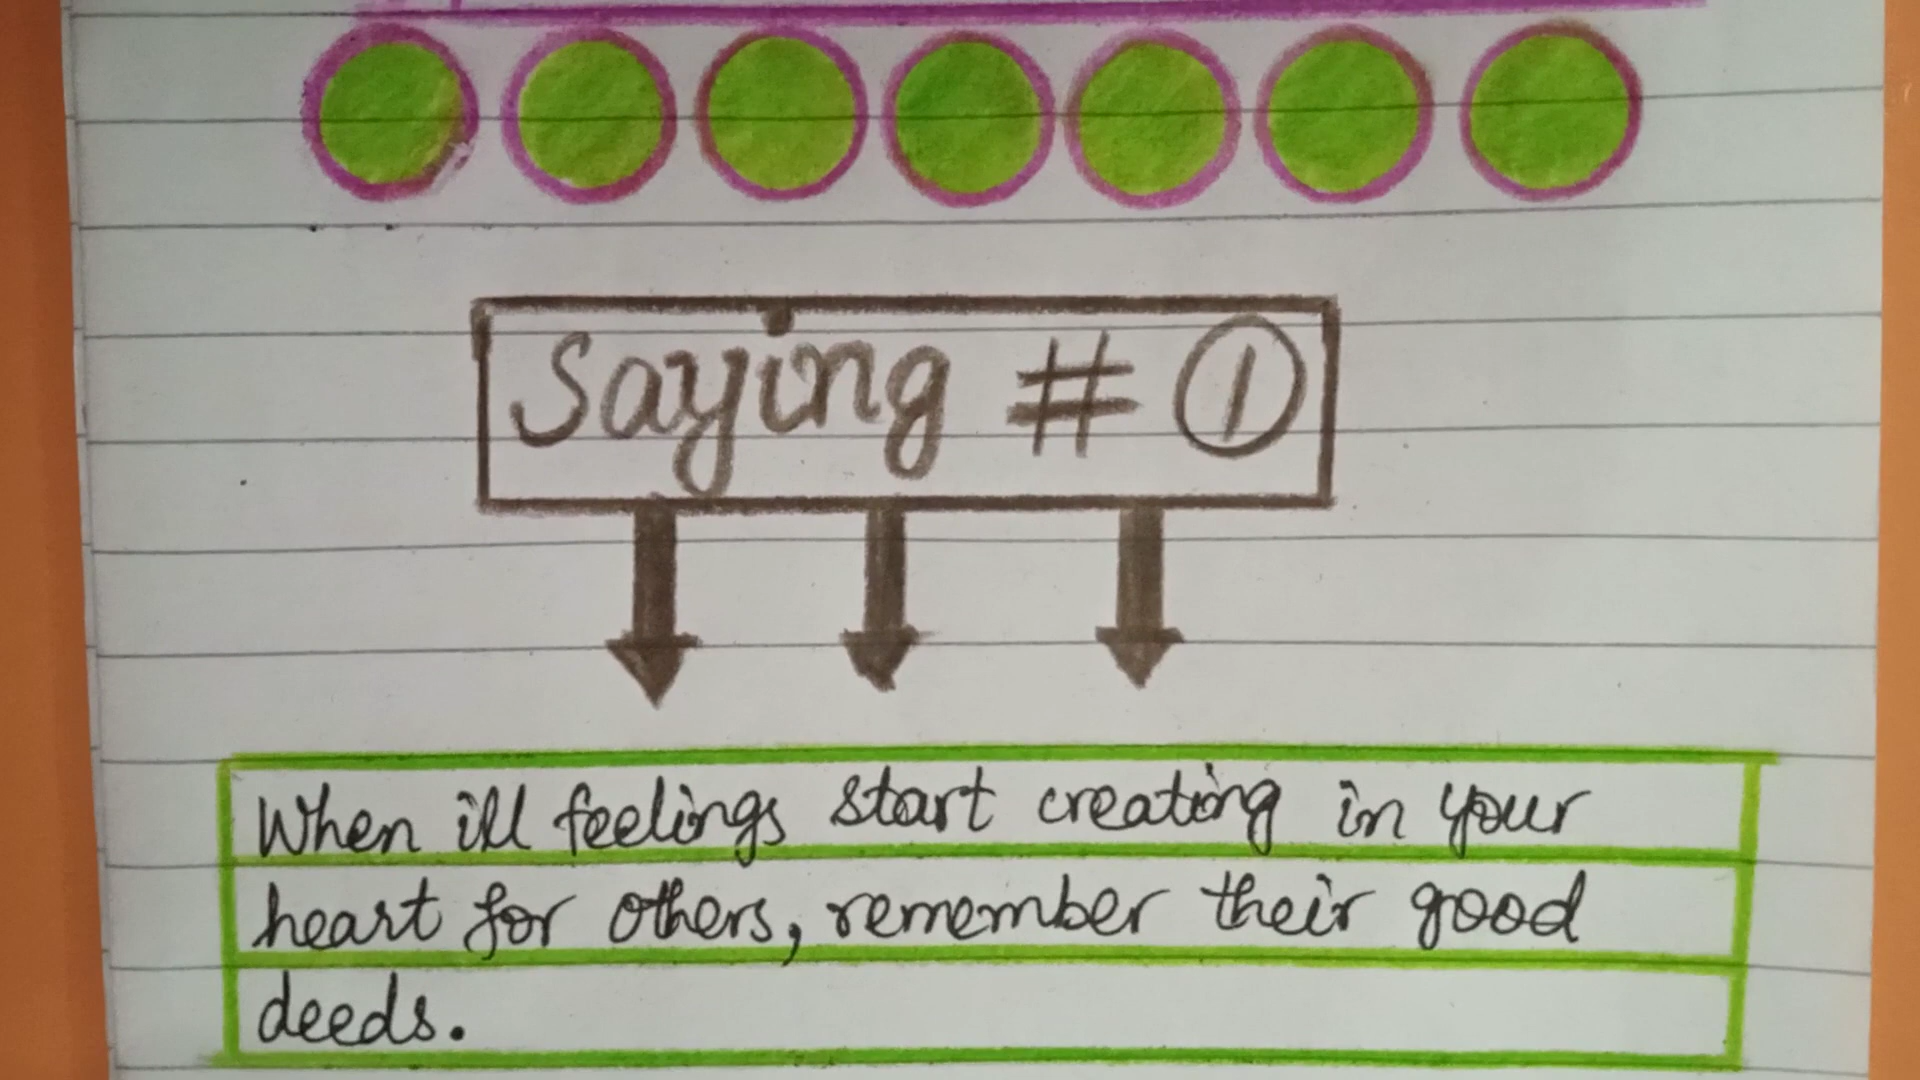 Saying # 1
When ill feelings start creating in your
heart for others, remember their good
deeds.